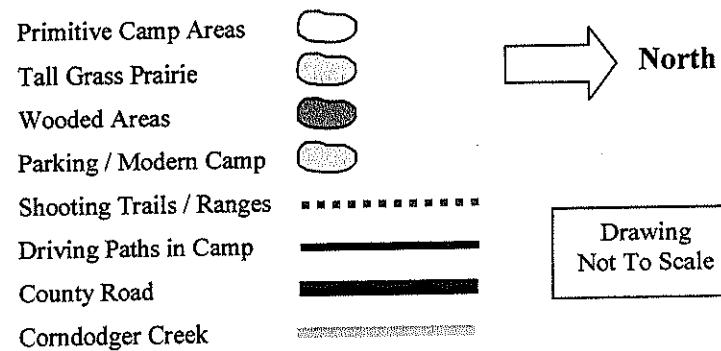 Primitive Camp Areas
North
Tall Grass Prairie
Wooded Areas
Parking / Modern Camp
Shooting Trails / Ranges
Driving Paths in Camp
Drawing
Not To Scale
County Road
Corndodger Creek